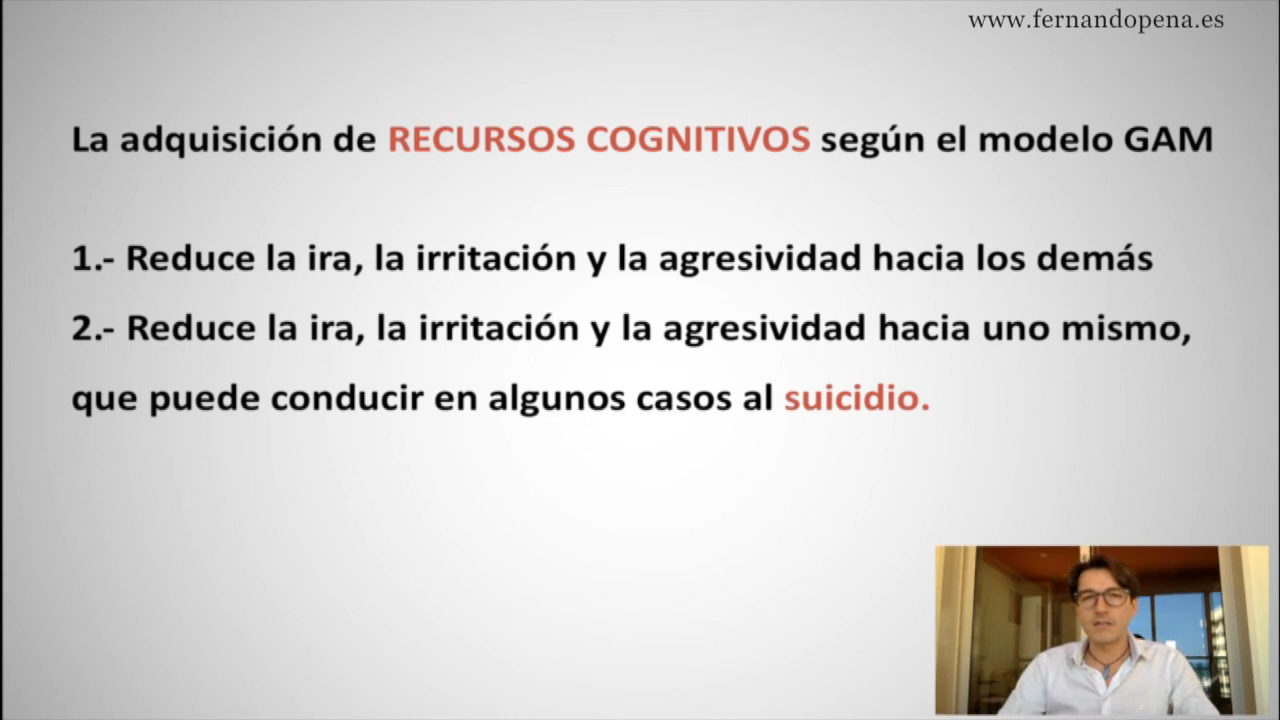 www.fernandopena.es
La adquisición de RECURSOS COGNITIVOS según el modelo GAM
1.- Reduce la ira, la irritación y la agresividad hacia los demás
2.- Reduce la ira, la irritación y la agresividad hacia uno mismo,
que puede conducir en algunos casos al suicidio.